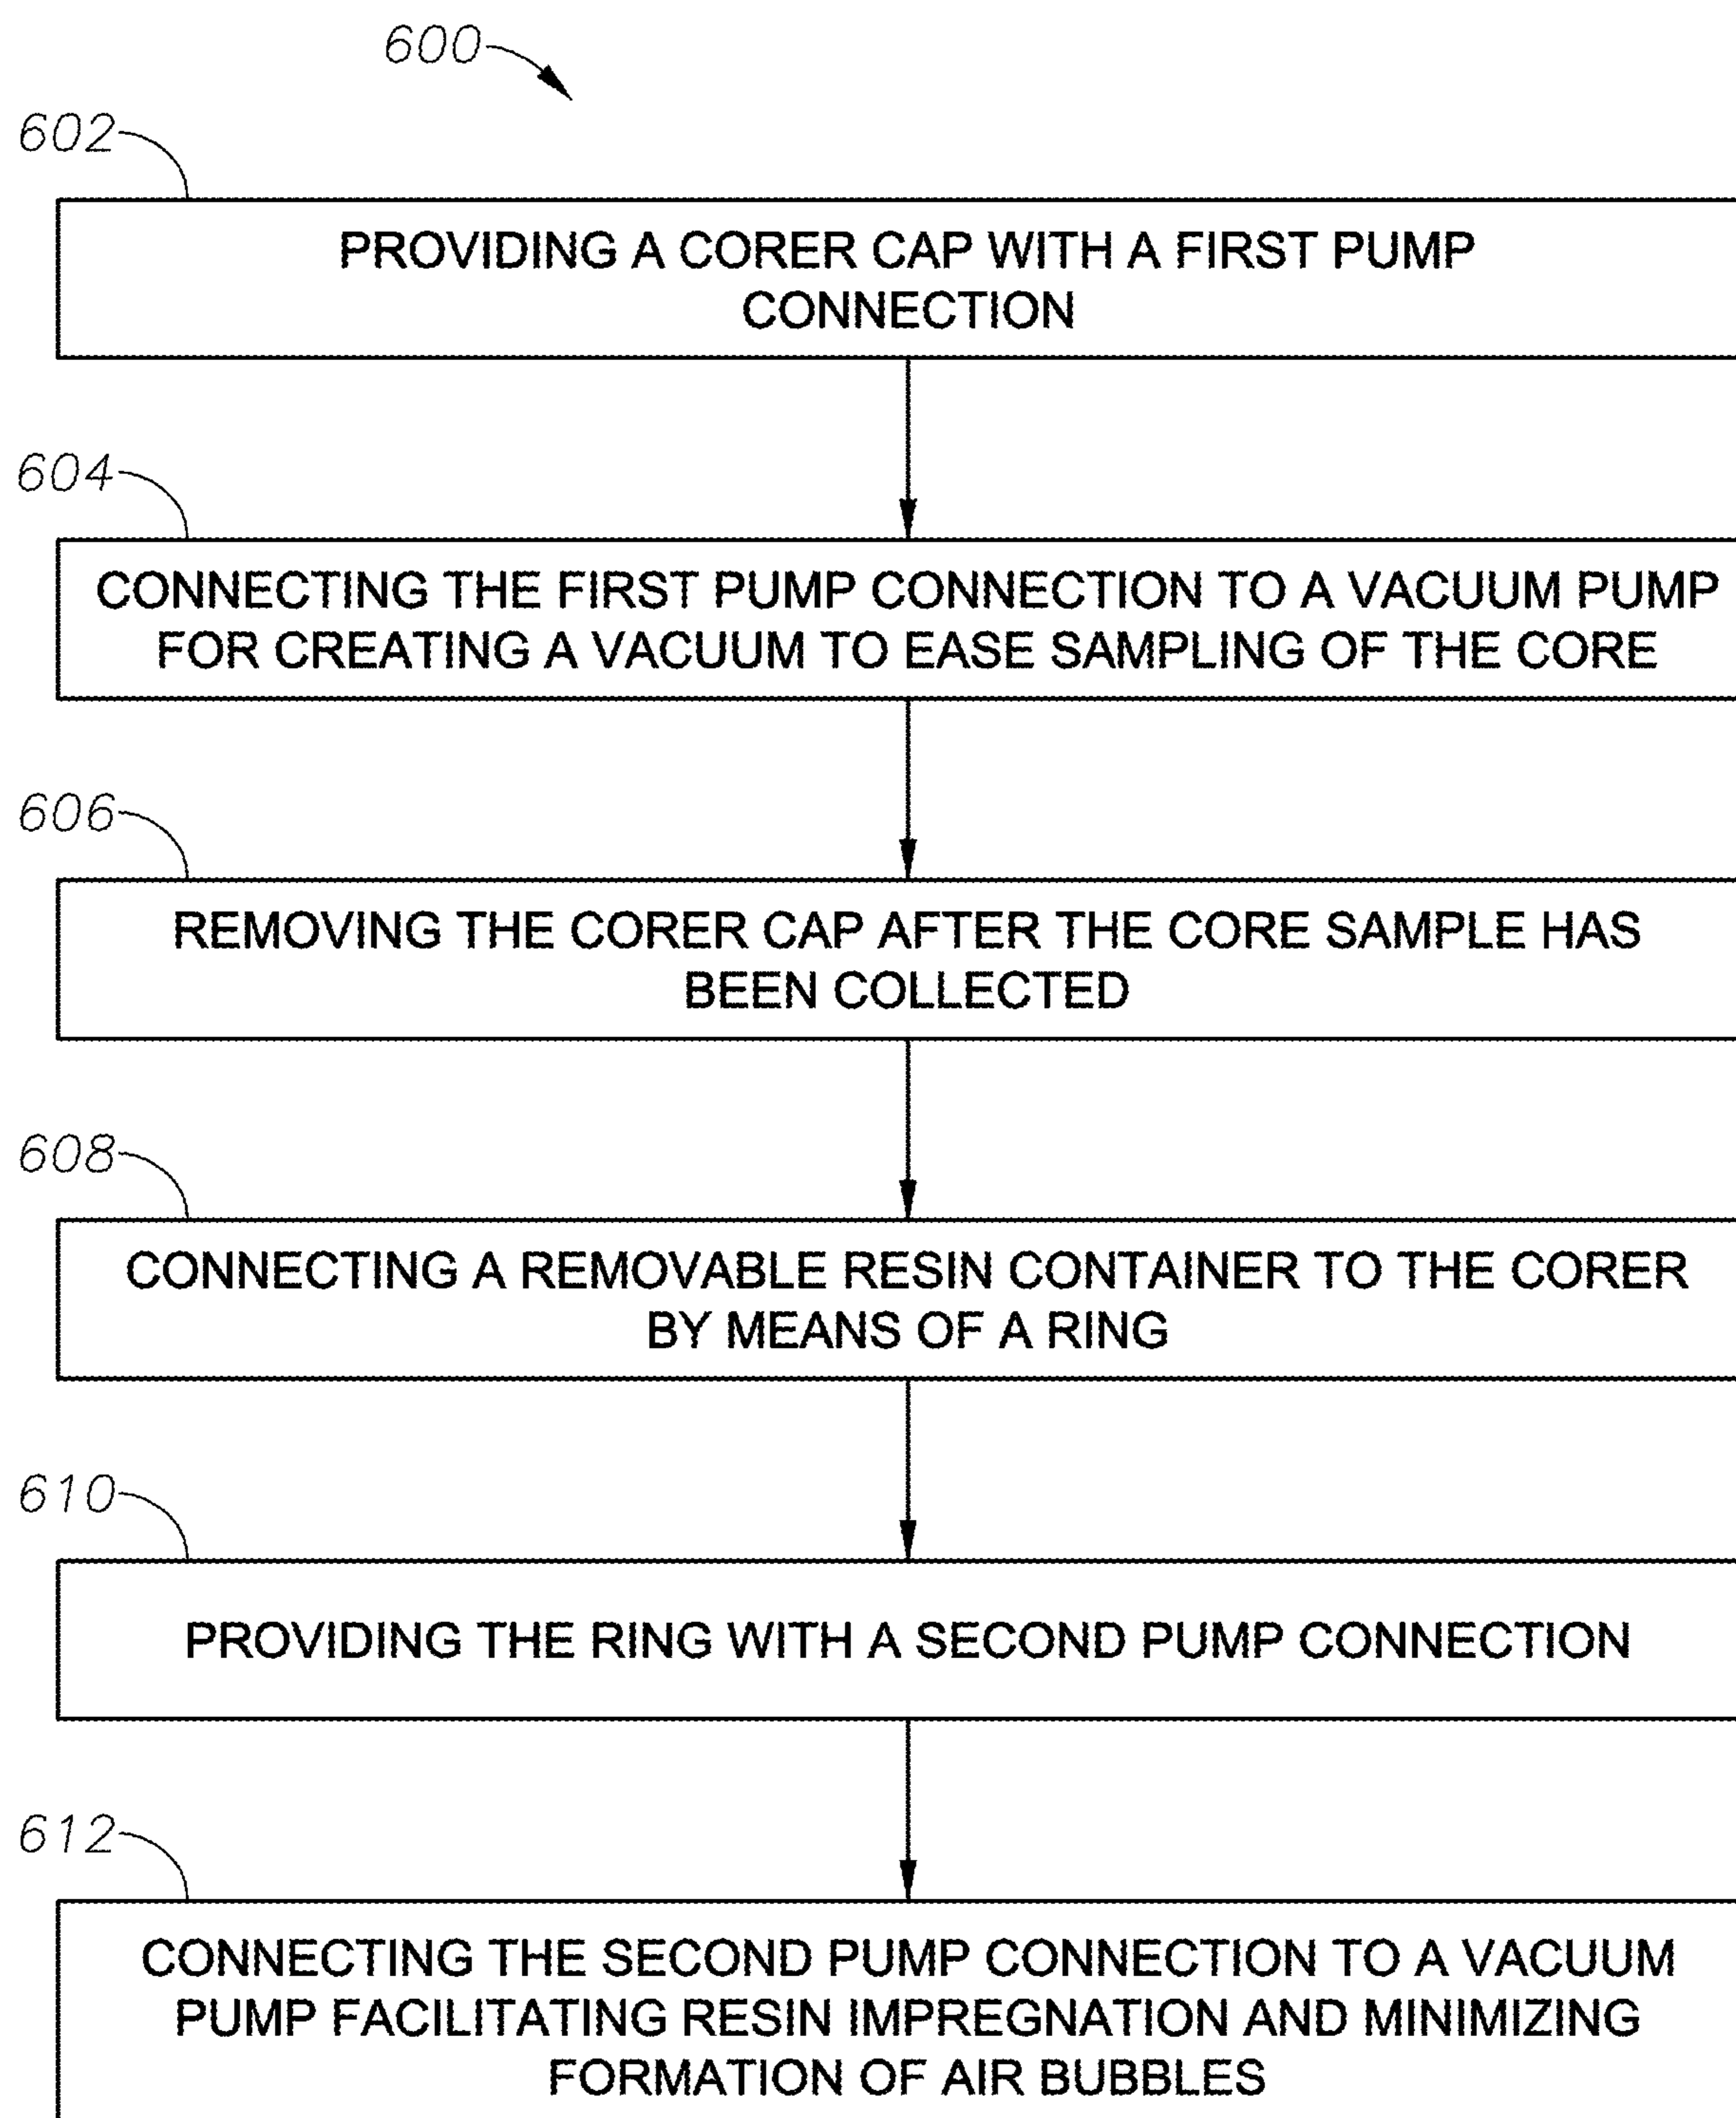 600
602
PROVIDING A CORER CAP WITH A FIRST PUMP
CONNECTION
604
CONNECTING THE FIRST PUMP CONNECTION TO A VACUUM PUMP
FOR CREATING A VACUUM TO EASE SAMPLING OF THE CORE
606
REMOVING THE CORER CAP AFTER THE CORE SAMPLE HAS
BEEN COLLECTED
608
CONNECTING A REMOVABLE RESIN CONTAINER TO THE CORER
BY MEANS OF A RING
610
PROVIDING THE RING WITH A SECOND PUMP CONNECTION
612
CONNECTING THE SECOND PUMP CONNECTION TO A VACUUM
PUMP FACILITATING RESIN IMPREGNATION AND MINIMIZING
FORMATION OF AIR BUBBLES